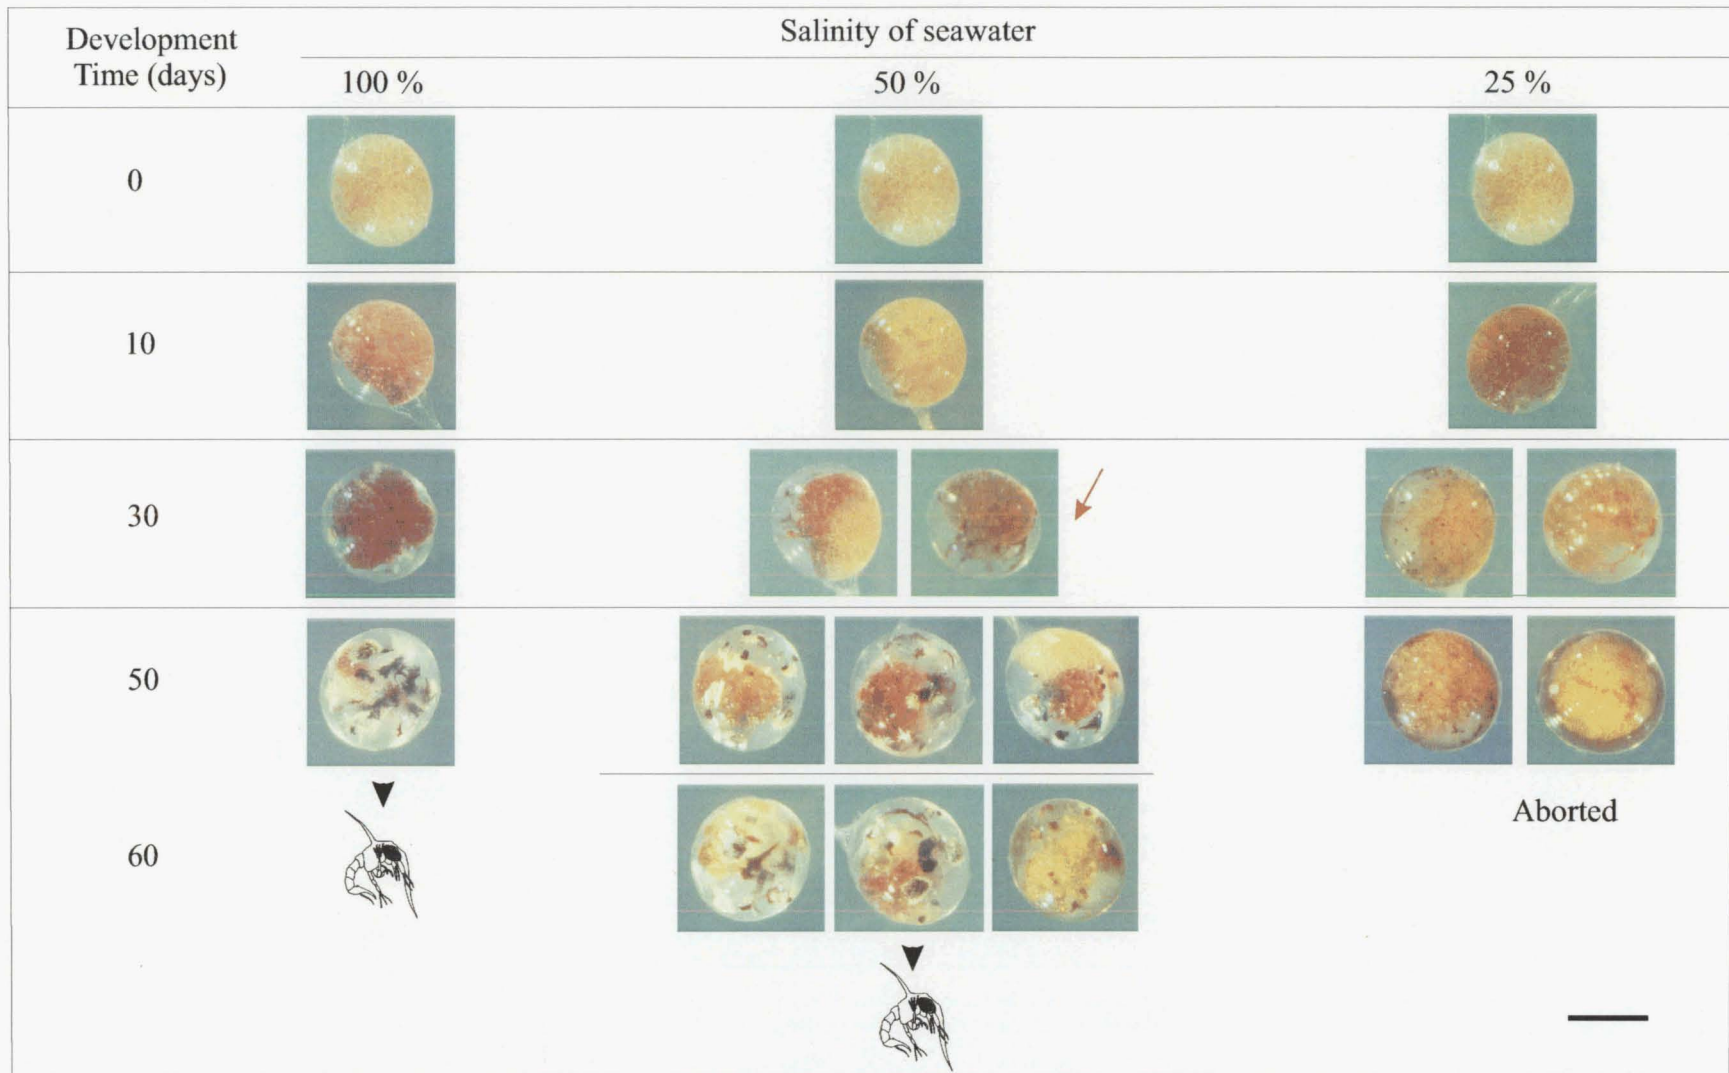 Development
Time (days)
Salinity of seawater
100 %
50 %
25 %
0
10
30
50
Aborted
60